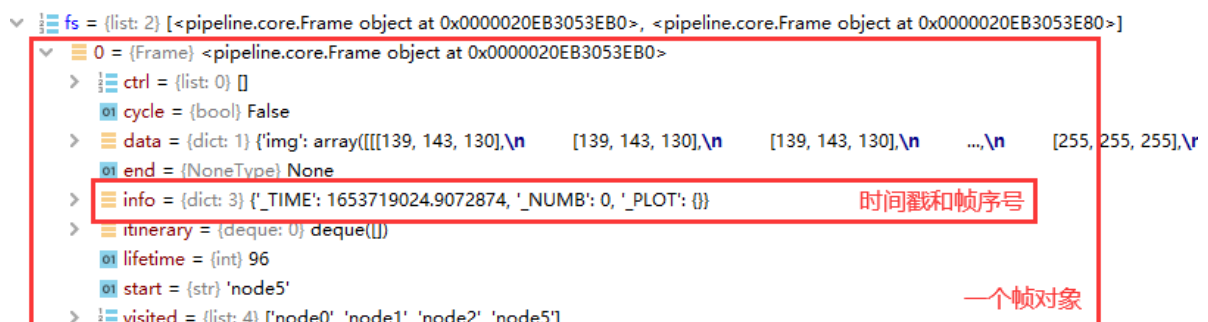 fs = {list: 2} [<pipeline.core.Frame object at 0x0000020EB3053EB0>, <pipeline.core.Frame object at 0x0000020EB3053E80>]
0 = {Frame} <pipeline.core.Frame object at 0x0000020EB3053EB0>
ctrl = {list: 0} []
01 cycle = {bool} False
data = {dict: 1} {'img': array([[[139, 143, 130],\n [139, 143, 130],\n [139, 143, 130],\n ...,\n [255, 255, 255],\r
01 end = {NoneType} None
info = {dict: 3} {'_TIME': 1653719024.9072874, '_NUMB': 0, '_PLOT': {}} 时间戳和帧序号
itinerary = {deque: 0} deque([])
01 lifetime = {int} 96
01 start = {str} 'node5'
一个帧对象
visited = {list: 4} ['node0', 'node1', 'node2', 'node5']